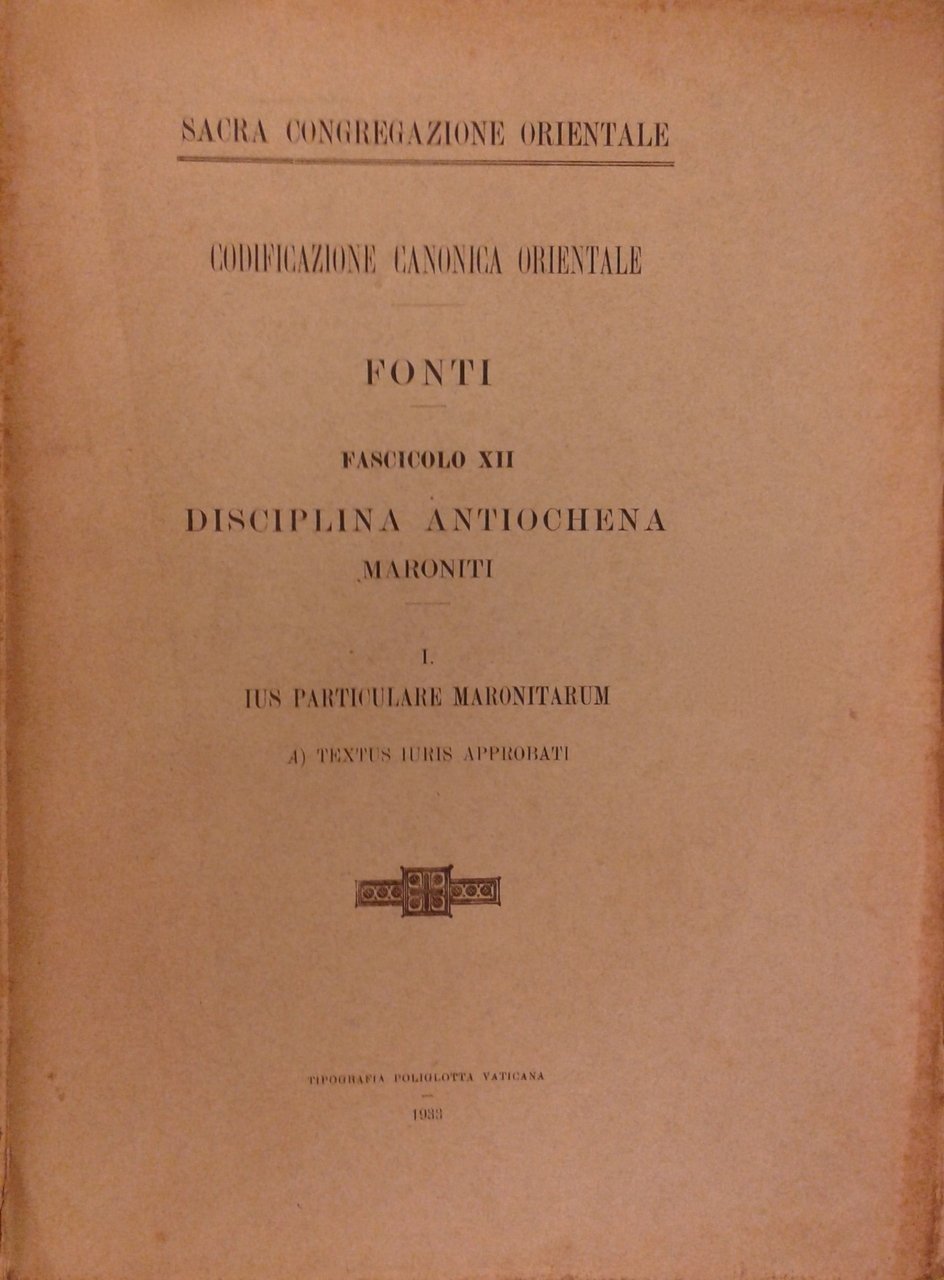 SACRA CONGREGAZIONE ORIENTALE
CODIFICAZIONE CANONICA ORIENTALE
FONTI
FASCICOLO XII
DISCIPLINA ANTIOCHENA
MARONITI
I.
IUS PARTICULARE MARONITARUM
A) TEXTUS IURIS APPROBATI
TIPOGRAFIA POLIGLOTTA VATICANA
1933